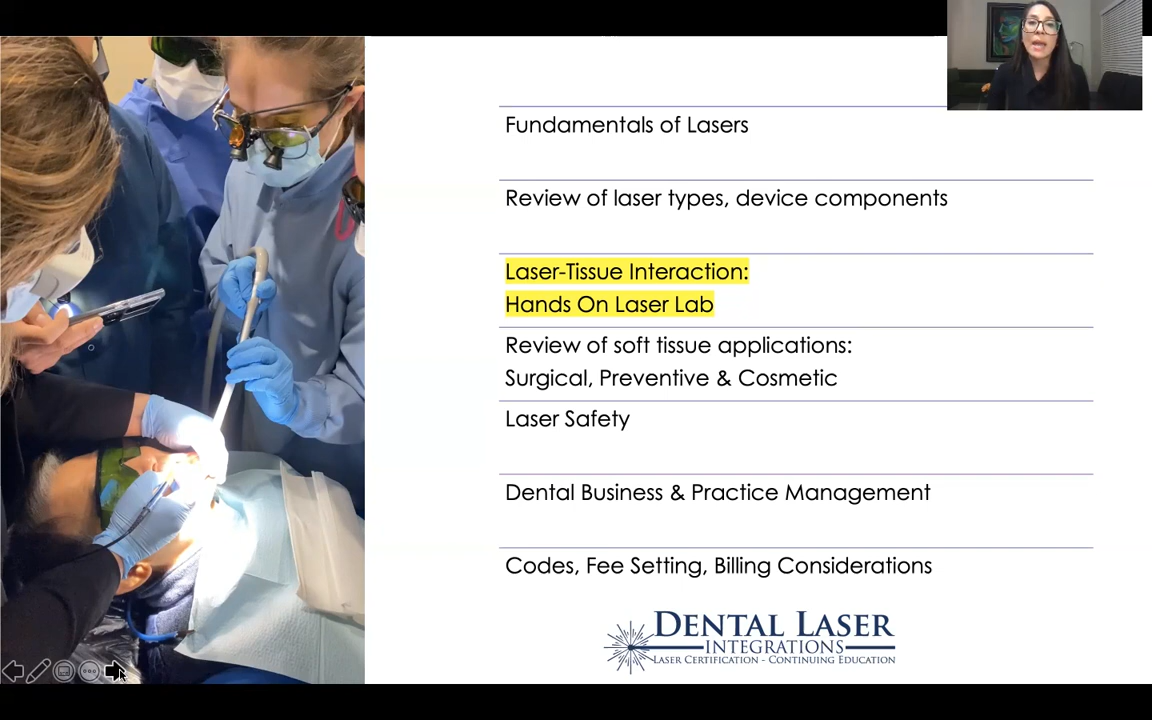 Fundamentals of Lasers
Review of laser types, device components
Laser-Tissue Interaction:
Hands On Laser Lab
Review of soft tissue applications:
Surgical, Preventive & Cosmetic
Laser Safety
Dental Business & Practice Management
Codes, Fee Setting, Billing Considerations
DENTAL LASER
INTEGRATIONS
LASER CERTIFICATION - CONTINUING EDUCATION